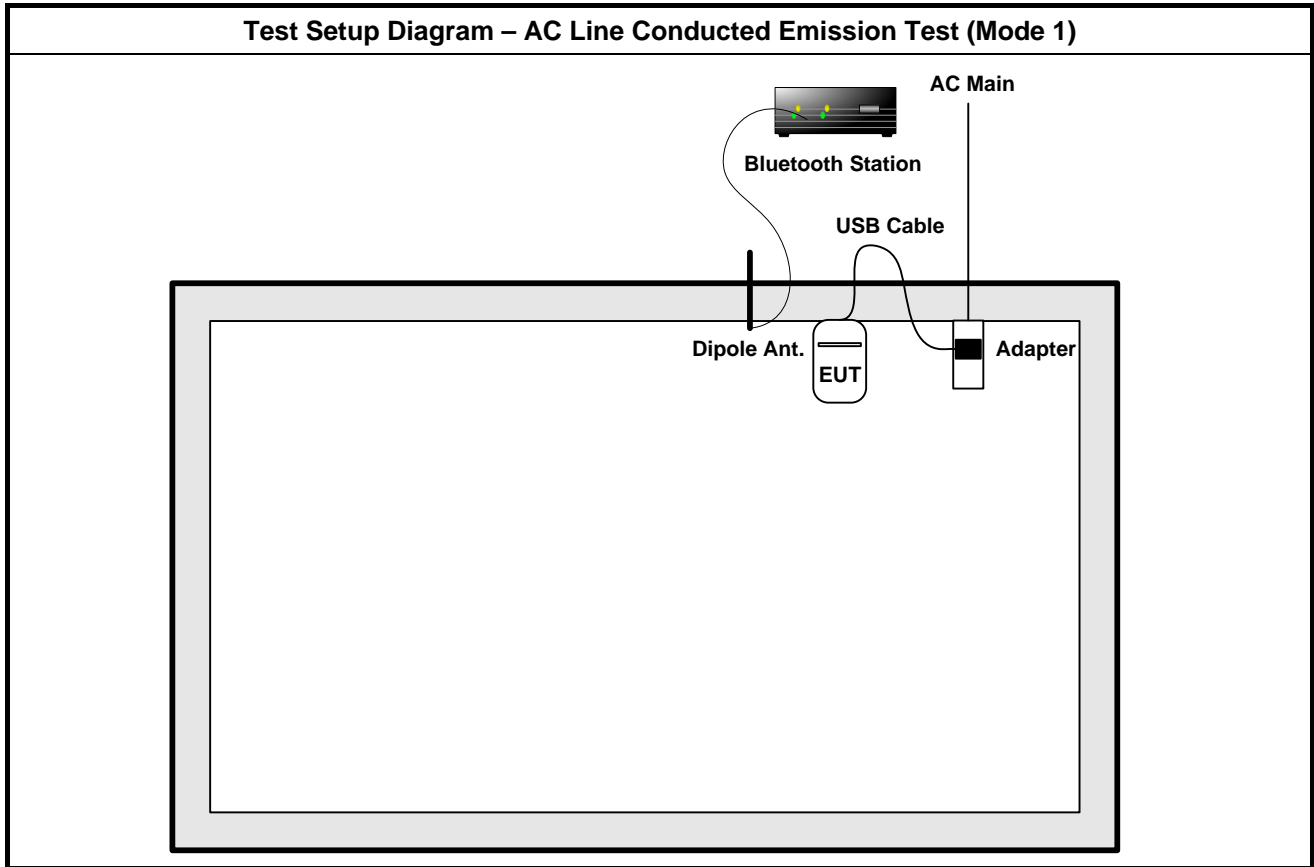 Test Setup Diagram – AC Line Conducted Emission Test (Mode 1)
AC Main
Bluetooth Station
USB Cable
Dipole Ant.
EUT
Adapter